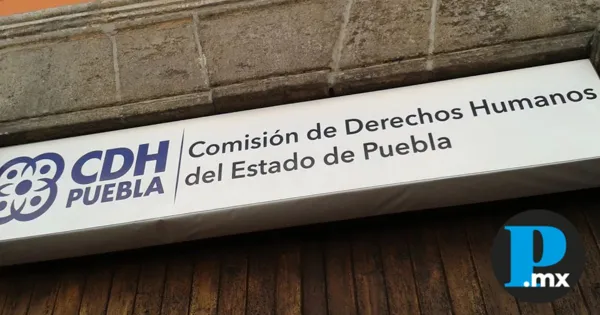 CDH
PUEBLA
Comisión de Derechos Humanos
del Estado de Puebla
P.mx